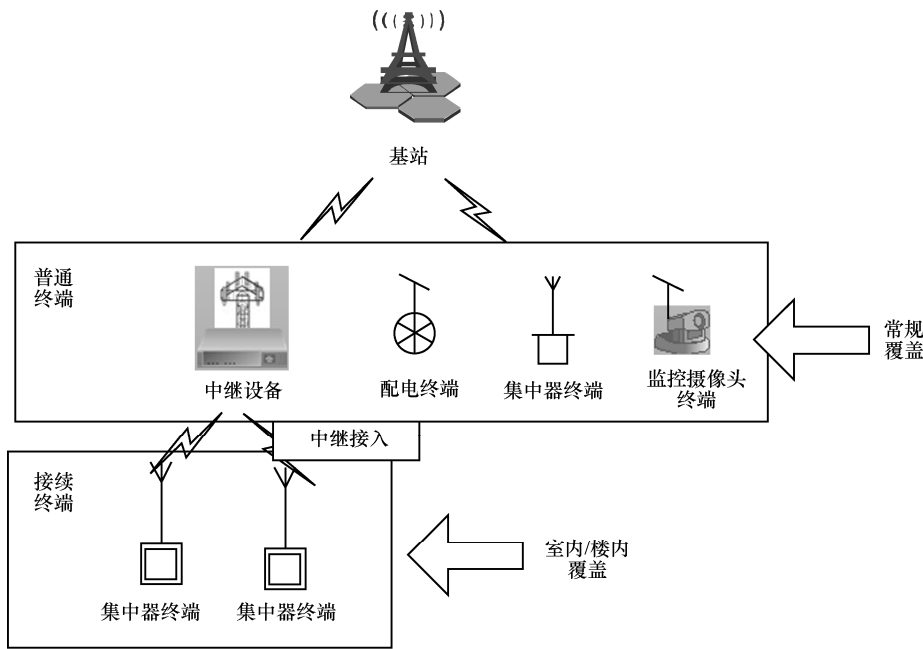 基站
普通
终端
中继设备
配电终端
集中器终端
监控摄像头
终端
常规
覆盖
中继接入
接续
终端
集中器终端
集中器终端
室内/楼内
覆盖